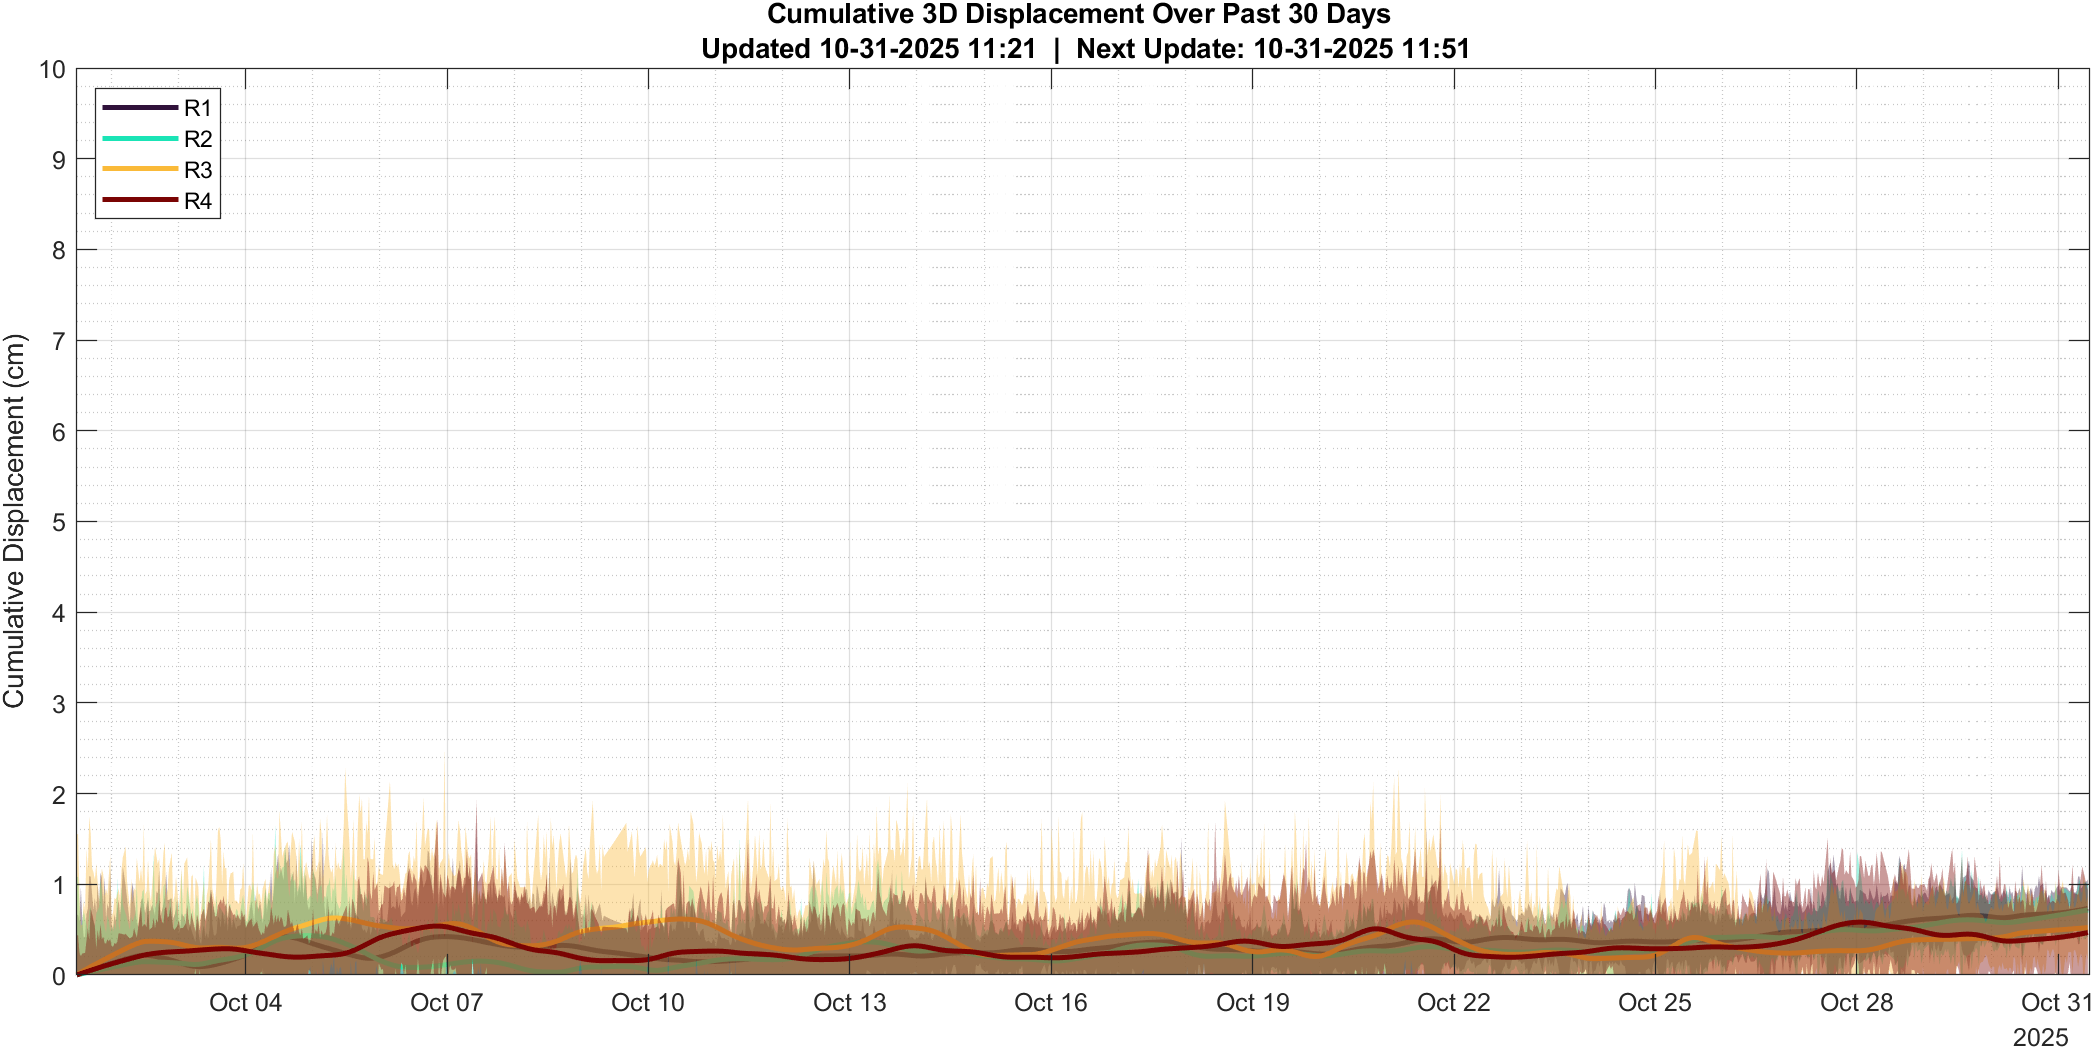 Cumulative 3D Displacement Over Past 30 Days
Updated 10-31-2025 11:21 | Next Update: 10-31-2025 11:51
10
9
8
7
6
5
4
3
2
1
0
Cumulative Displacement (cm)
R1
R2
R3
R4
Oct 04
Oct 07
Oct 10
Oct 13
Oct 16
Oct 19
Oct 22
Oct 25
Oct 28
Oct 31
2025